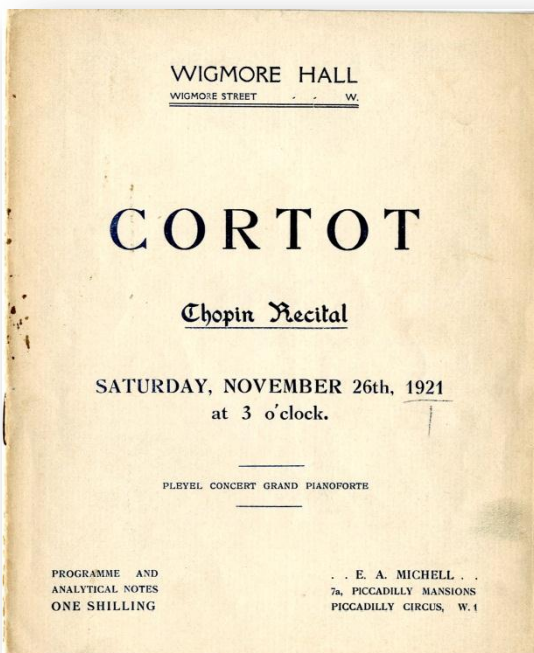 WIGMORE HALL
WIGMORE STREET - - W.
CORTOT
Chopin Recital
SATURDAY, NOVEMBER 26th, 1921
at 3 o'clock.
PLEYEL CONCERT GRAND PIANOFORTE
PROGRAMME AND
ANALYTICAL NOTES
ONE SHILLING
. . E. A. MICHELL . .
7a, PICCADILLY MANSIONS
PICCADILLY CIRCUS, W.1